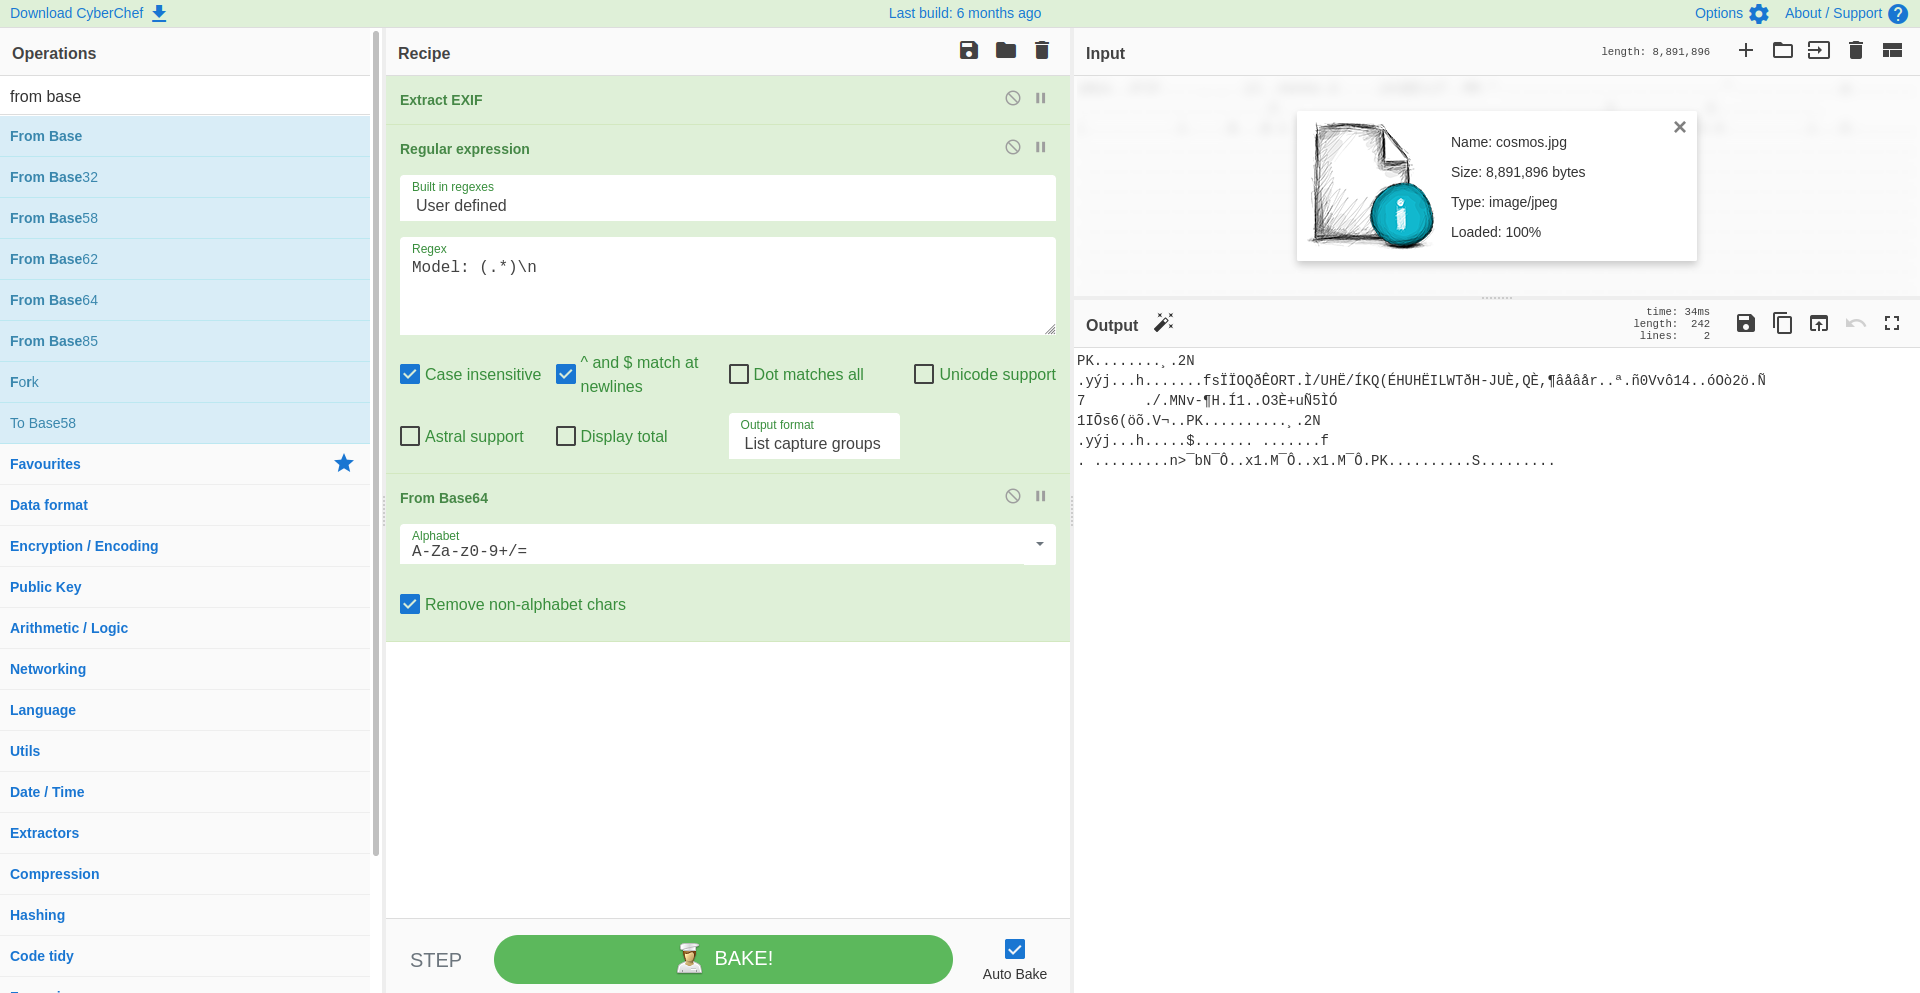 Download CyberChef
Last build: 6 months ago
Options
About / Support
Operations
from base
From Base
From Base32
From Base58
From Base62
From Base64
From Base85
Fork
To Base58
Favourites
Data format
Encryption / Encoding
Public Key
Arithmetic / Logic
Networking
Language
Utils
Date / Time
Extractors
Compression
Hashing
Code tidy
Recipe
Extract EXIF
Regular expression
Built in regexes
User defined
Regex
Model: (.*)\n
Case insensitive
^ and $ match at
newlines
Dot matches all
Unicode support
Astral support
Display total
Output format
List capture groups
From Base64
Alphabet
A-Za-z0-9+/=
Remove non-alphabet chars
STEP
BAKE!
Auto Bake
Input
length: 8,891,896
Name: cosmos.jpg
Size: 8,891,896 bytes
Type: image/jpeg
Loaded: 100%
Output
time: 34ms
length: 242
lines: 2
PK........¸.2N
.yýj...h.......fsÏÏOQðÊORT.Ì/UHË/ÍKQ(ÉHUHËILWTðH-JUÈ,QÈ,¶âåâår..ª.ñ0Vvô14..óOò2ö.Ñ
7 ./.MNv-¶H.Í1..O3È+uÑ5ÌÓ
1IÕs6(öõ.V¬..PK..........¸.2N
.yýj...h.....$....... .......f
. .........n>¯bN¯Ô..x1.M¯Ô..x1.M¯Ô.PK..........S.........